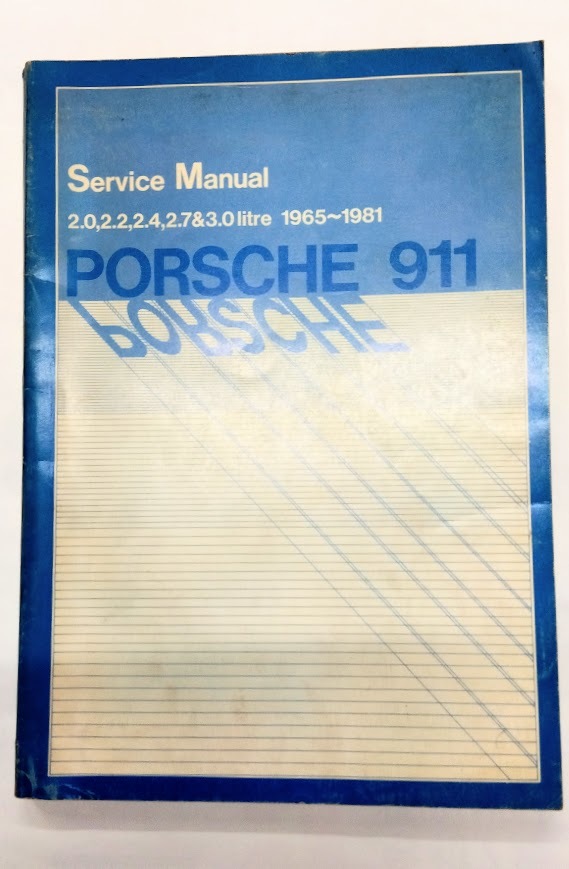 Service Manual
2.0,2.2,2.4,2.7&3.0 litre 1965~1981
PORSCHE 911
PORSCHE